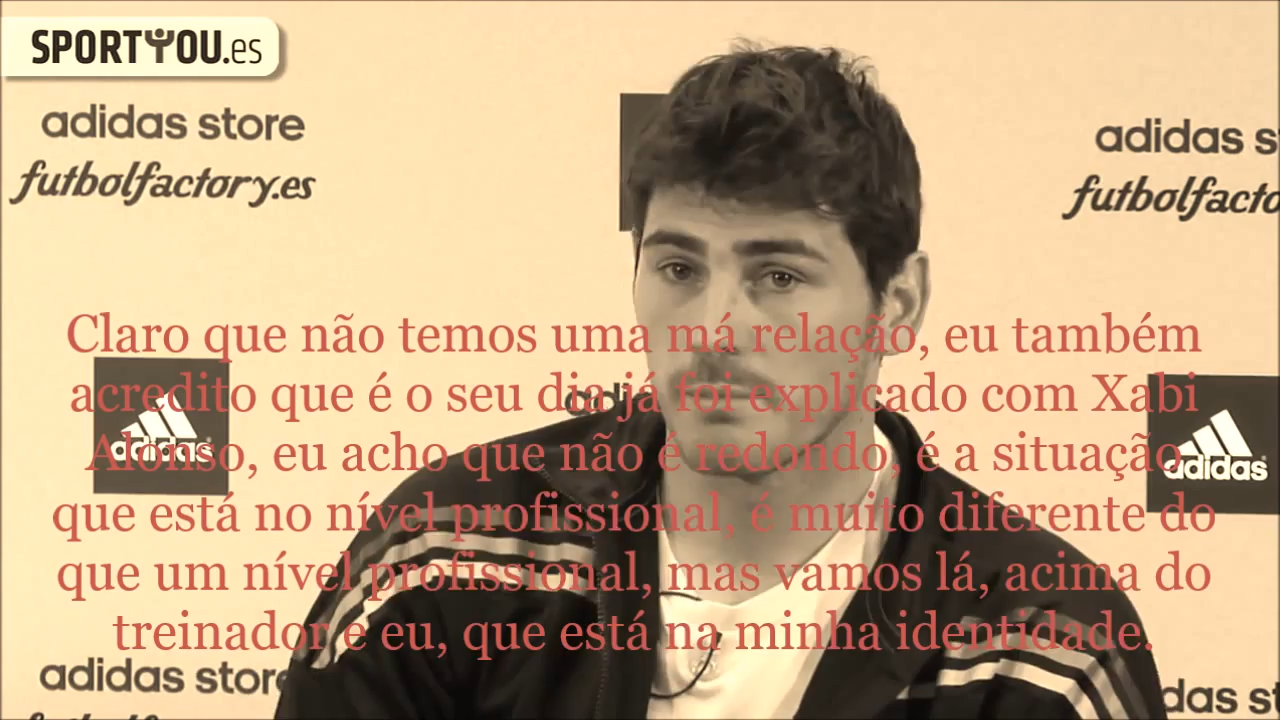 SPORTYOU.es
adidas store
futbolfactory.es
adidas s
futbolfacto
Claro que não temos uma má relação, eu também
acredito que é o seu dia já foi explicado com Xabi
Alonso, eu acho que não é redondo, é a situação
que está no nível profissional, é muito diferente do
que um nível profissional, mas vamos lá, acima do
treinador e eu, que está na minha identidade.
adidas
adi
adidas
adidas store
das st